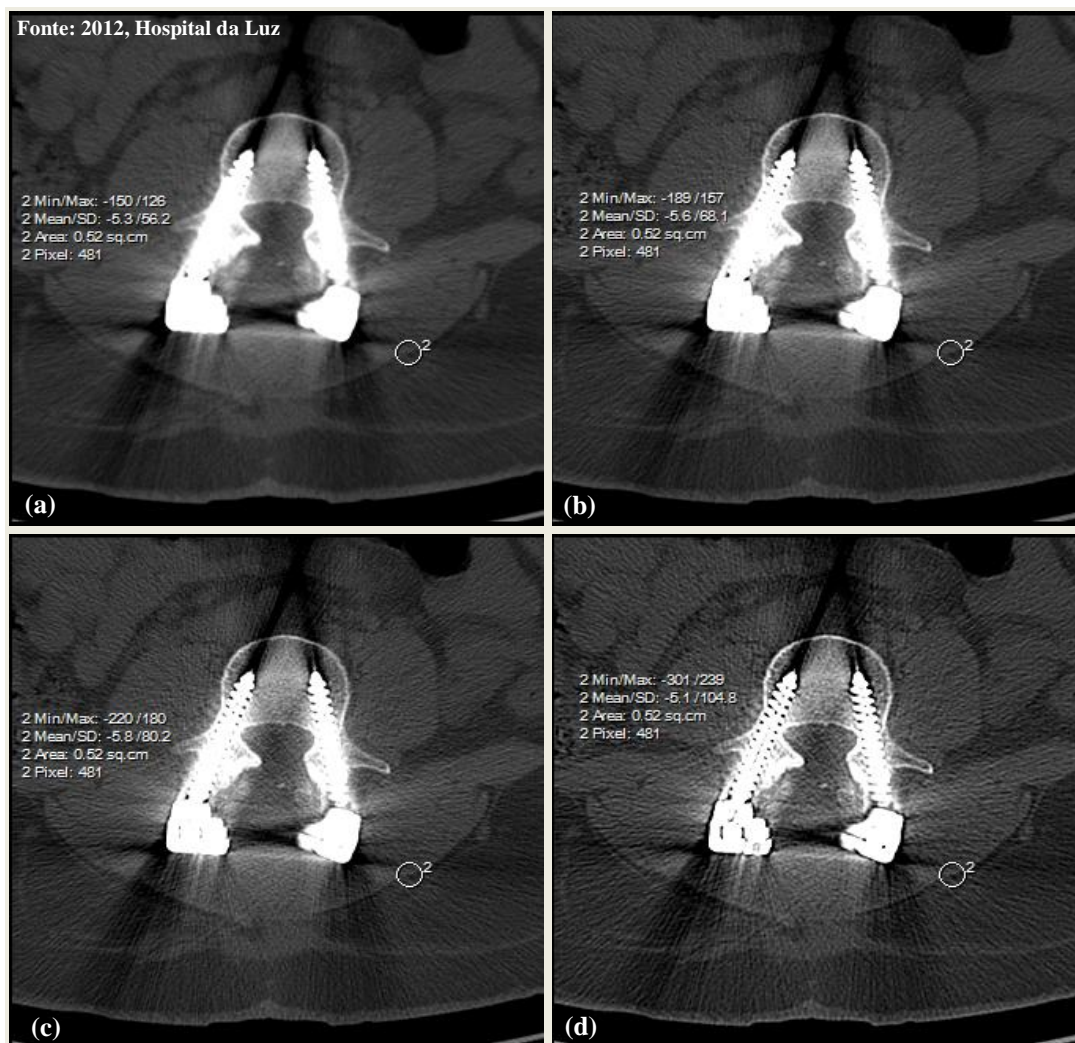 Fonte: 2012, Hospital da Luz
2 Min/Max: -150 /126
2 Mean/SD: -5.3 /56.2
2 Area: 0.52 sq.cm
2 Pixel: 481
2
(a)
2 Min/Max: -189 /157
2 Mean/SD: -5.6 /68.1
2 Area: 0.52 sq.cm
2 Pixel: 481
2
(b)
2 Min/Max: -220 /180
2 Mean/SD: -5.8 /80.2
2 Area: 0.52 sq.cm
2 Pixel: 481
2
(c)
2 Min/Max: -301 /239
2 Mean/SD: -5.1 /104.8
2 Area: 0.52 sq.cm
2 Pixel: 481
2
(d)